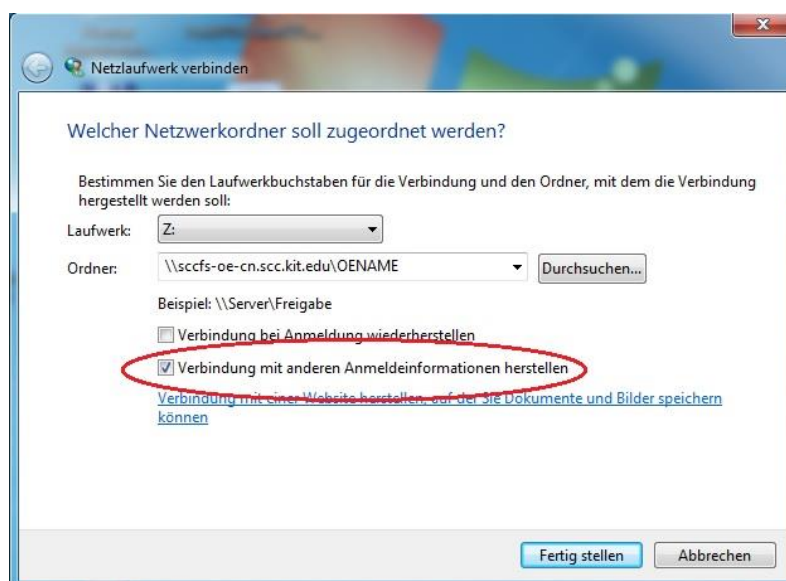 Netzlaufwerk verbinden
Welcher Netzwerkordner soll zugeordnet werden?
Bestimmen Sie den Laufwerkbuchstaben für die Verbindung und den Ordner, mit dem die Verbindung
hergestellt werden soll:
Laufwerk: Z:
Ordner: \\sccfs-oe-cn.scc.kit.edu\OENAME Durchsuchen...
Beispiel: \\Server\Freigabe
Verbindung bei Anmeldung wiederherstellen
Verbindung mit anderen Anmeldeinformationen herstellen
Verbindung mit einer Website herstellen, auf der Sie Dokumente und Bilder speichern
können
Fertig stellen Abbrechen